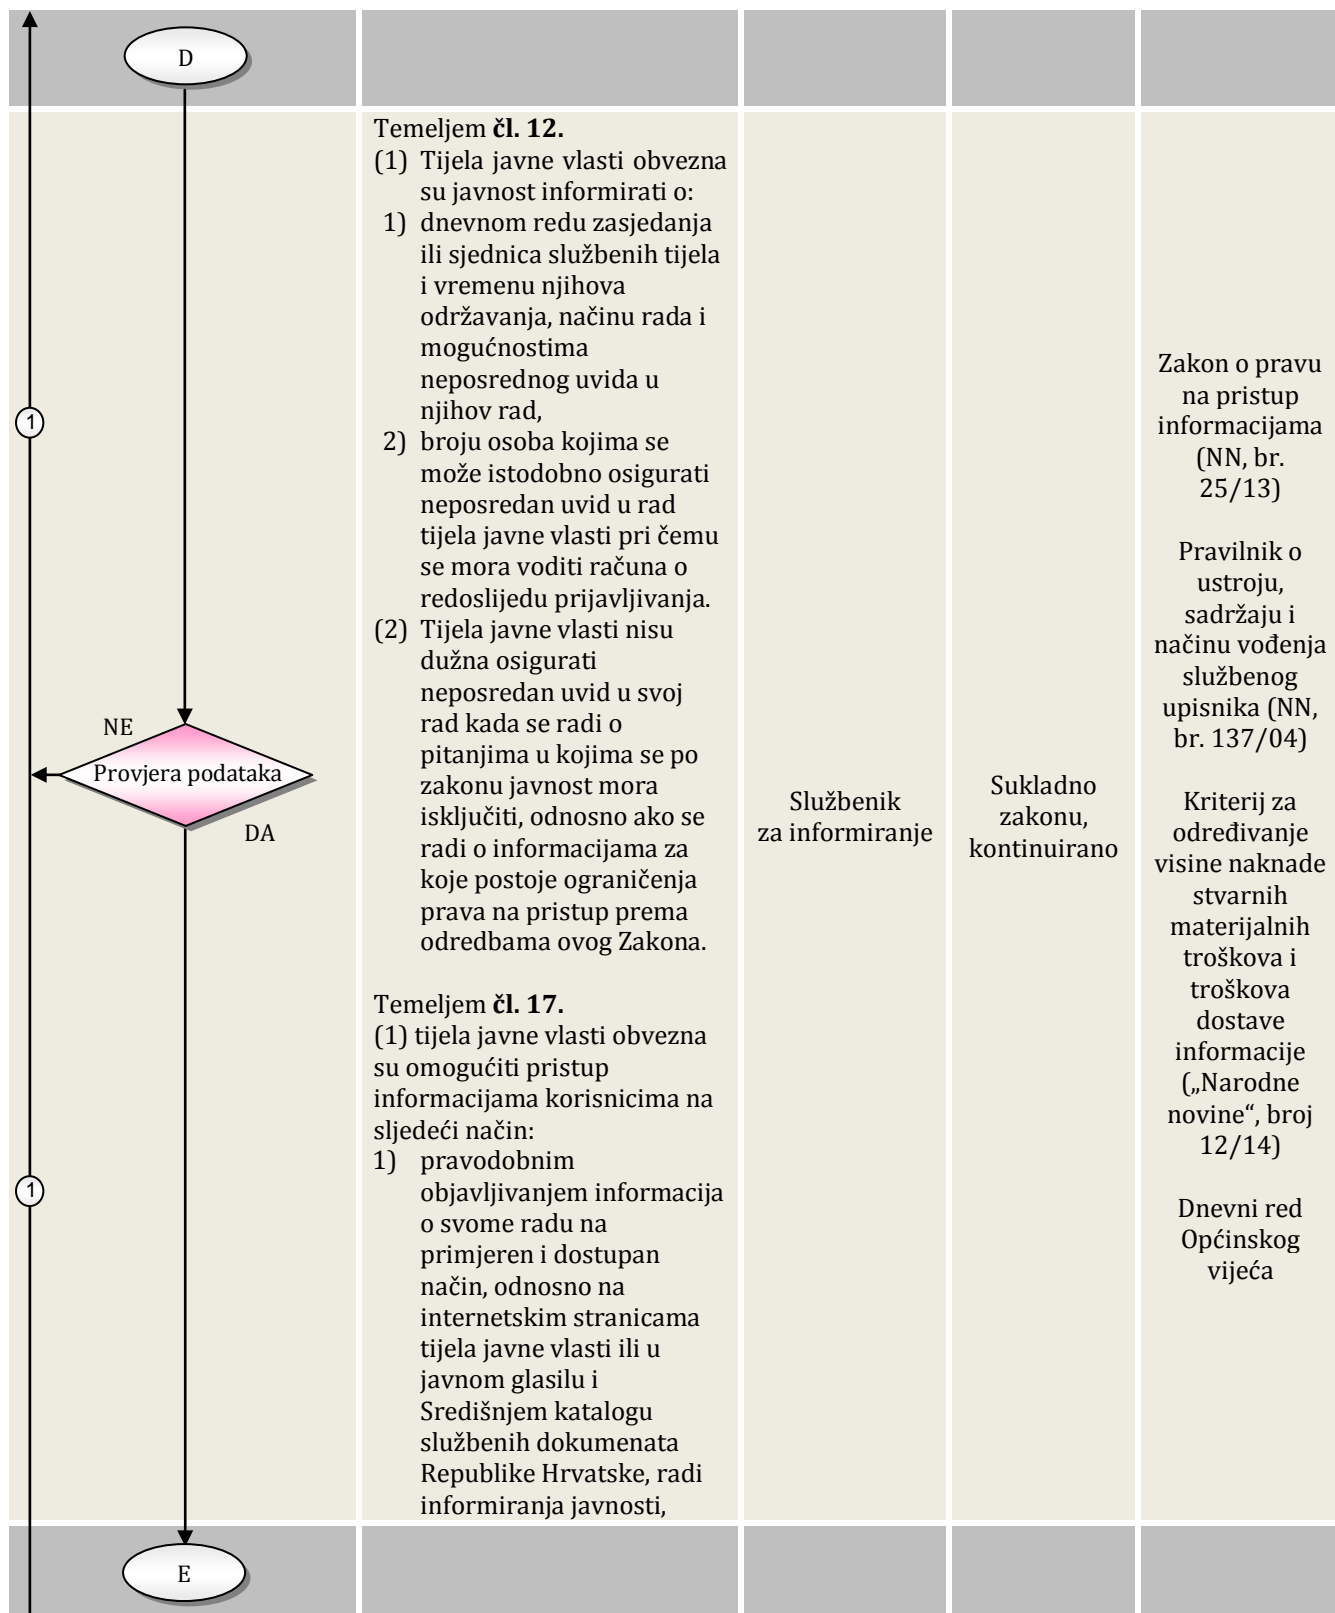 D
1
NE
Provjera podataka
DA
1
E
Temeljem čl. 12.
(1) Tijela javne vlasti obvezna
su javnost informirati o:
1) dnevnom redu zasjedanja
ili sjednica službenih tijela
i vremenu njihova
održavanja, načinu rada i
mogućnostima
neposrednog uvida u
njihov rad,
2) broju osoba kojima se
može istodobno osigurati
neposredan uvid u rad
tijela javne vlasti pri čemu
se mora voditi računa o
redoslijedu prijavljivanja.
(2) Tijela javne vlasti nisu
dužna osigurati
neposredan uvid u svoj
rad kada se radi o
pitanjima u kojima se po
zakonu javnost mora
isključiti, odnosno ako se
radi o informacijama za
koje postoje ograničenja
prava na pristup prema
odredbama ovog Zakona.
Temeljem čl. 17.
(1) tijela javne vlasti obvezna
su omogućiti pristup
informacijama korisnicima na
sljedeći način:
1) pravodobnim
objavljivanjem informacija
o svome radu na
primjeren i dostupan
način, odnosno na
internetskim stranicama
tijela javne vlasti ili u
javnom glasilu i
Središnjem katalogu
službenih dokumenata
Republike Hrvatske, radi
informiranja javnosti,
Službenik
za informiranje
Sukladno
zakonu,
kontinuirano
Zakon o pravu
na pristup
informacijama
(NN, br.
25/13)
Pravilnik o
ustroju,
sadržaju i
načinu vođenja
službenog
upisnika (NN,
br. 137/04)
Kriterij za
određivanje
visine naknade
stvarnih
materijalnih
troškova i
troškova
dostave
informacije
(„Narodne
novine“, broj
12/14)
Dnevni red
Općinskog
vijeća